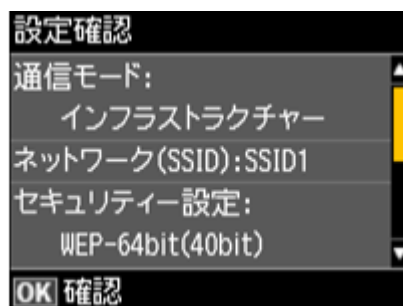 設定確認
通信モード:
インフラストラクチャー
ネットワーク(SSID):SSID1
セキュリティー設定:
WEP-64bit(40bit)
OK 確認